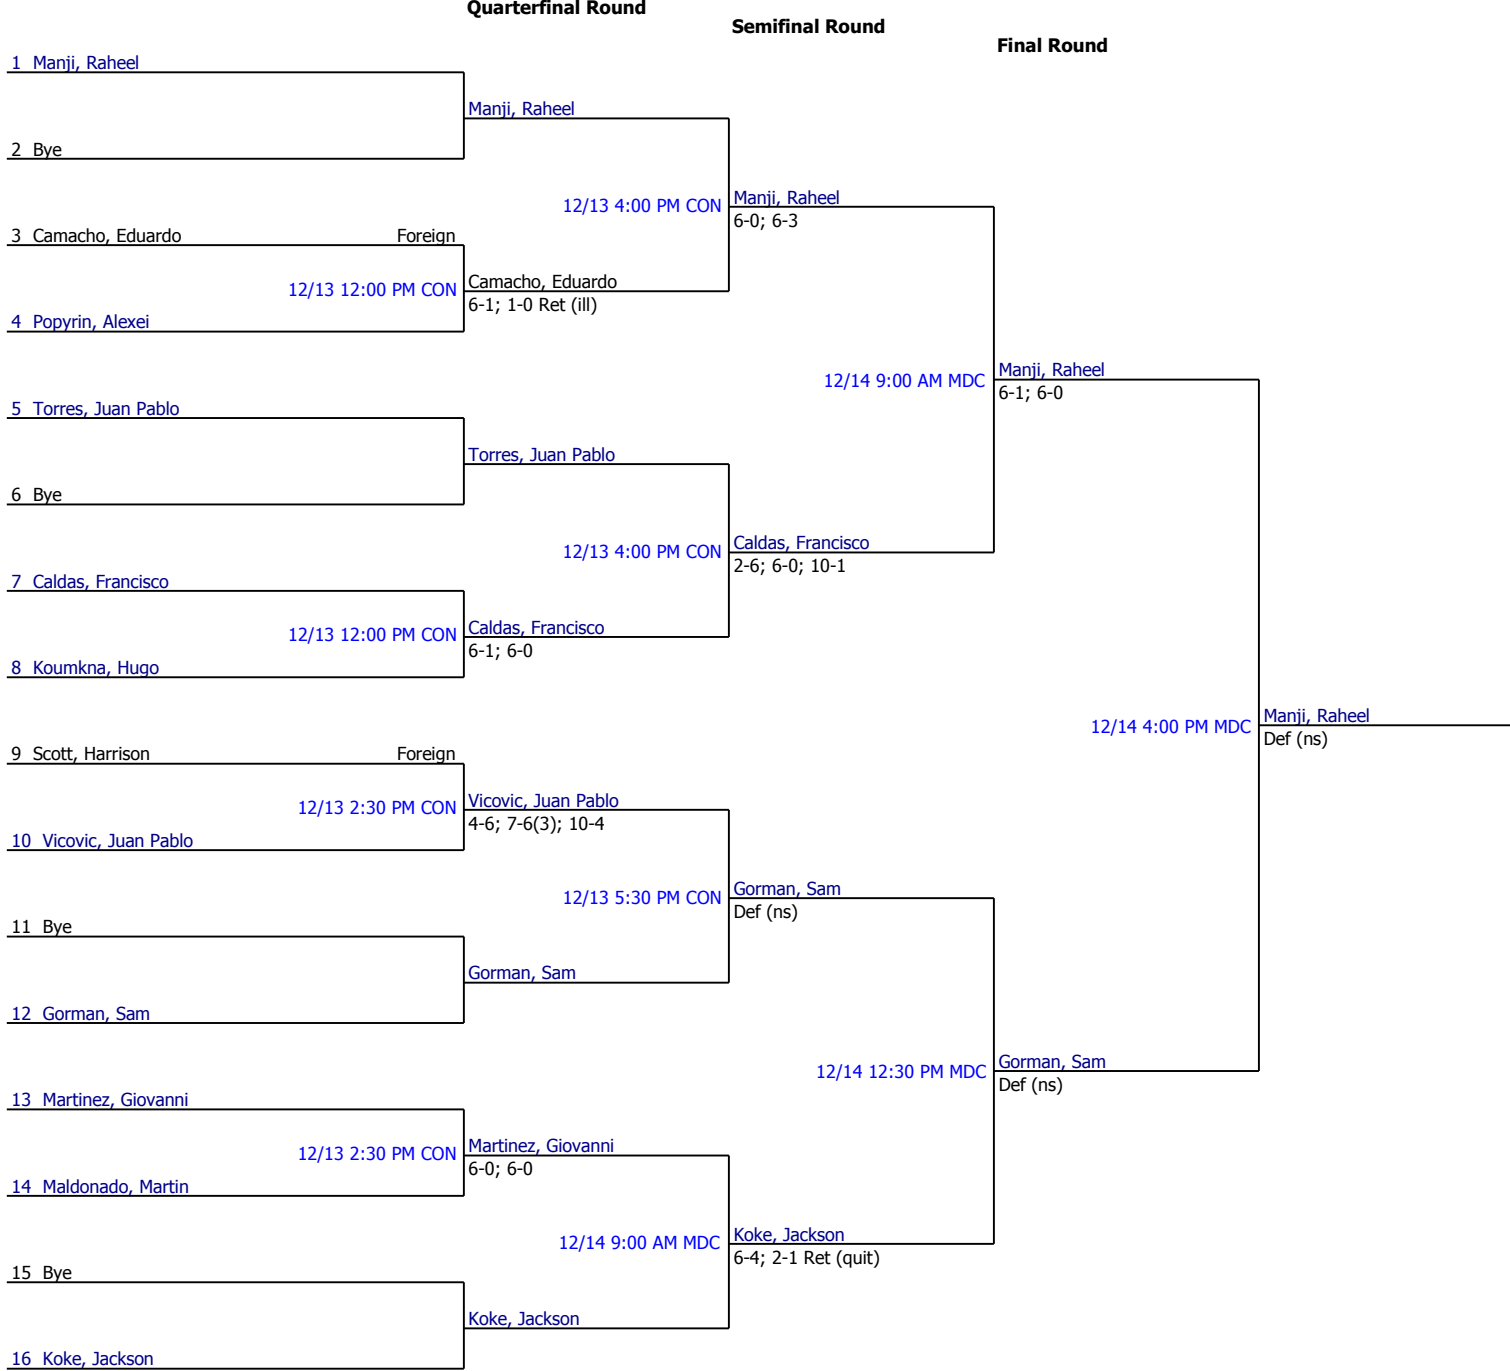 Quarterfinal Round
Semifinal Round
Final Round
1 Manji, Raheel
Manji, Raheel
2 Bye
12/13 4:00 PM CON
Manji, Raheel
6-0; 6-3
3 Camacho, Eduardo Foreign
12/13 12:00 PM CON
Camacho, Eduardo
6-1; 1-0 Ret (ill)
4 Popyrin, Alexei
12/14 9:00 AM MDC
Manji, Raheel
6-1; 6-0
5 Torres, Juan Pablo
Torres, Juan Pablo
6 Bye
12/13 4:00 PM CON
Caldas, Francisco
2-6; 6-0; 10-1
7 Caldas, Francisco
12/13 12:00 PM CON
Caldas, Francisco
6-1; 6-0
8 Koumkna, Hugo
12/14 4:00 PM MDC
Manji, Raheel
Def (ns)
9 Scott, Harrison Foreign
12/13 2:30 PM CON
Vicovic, Juan Pablo
4-6; 7-6(3); 10-4
10 Vicovic, Juan Pablo
12/13 5:30 PM CON
Gorman, Sam
Def (ns)
11 Bye
Gorman, Sam
12 Gorman, Sam
12/14 12:30 PM MDC
Gorman, Sam
Def (ns)
13 Martinez, Giovanni
12/13 2:30 PM CON
Martinez, Giovanni
6-0; 6-0
14 Maldonado, Martin
12/14 9:00 AM MDC
Koke, Jackson
6-4; 2-1 Ret (quit)
15 Bye
Koke, Jackson
16 Koke, Jackson